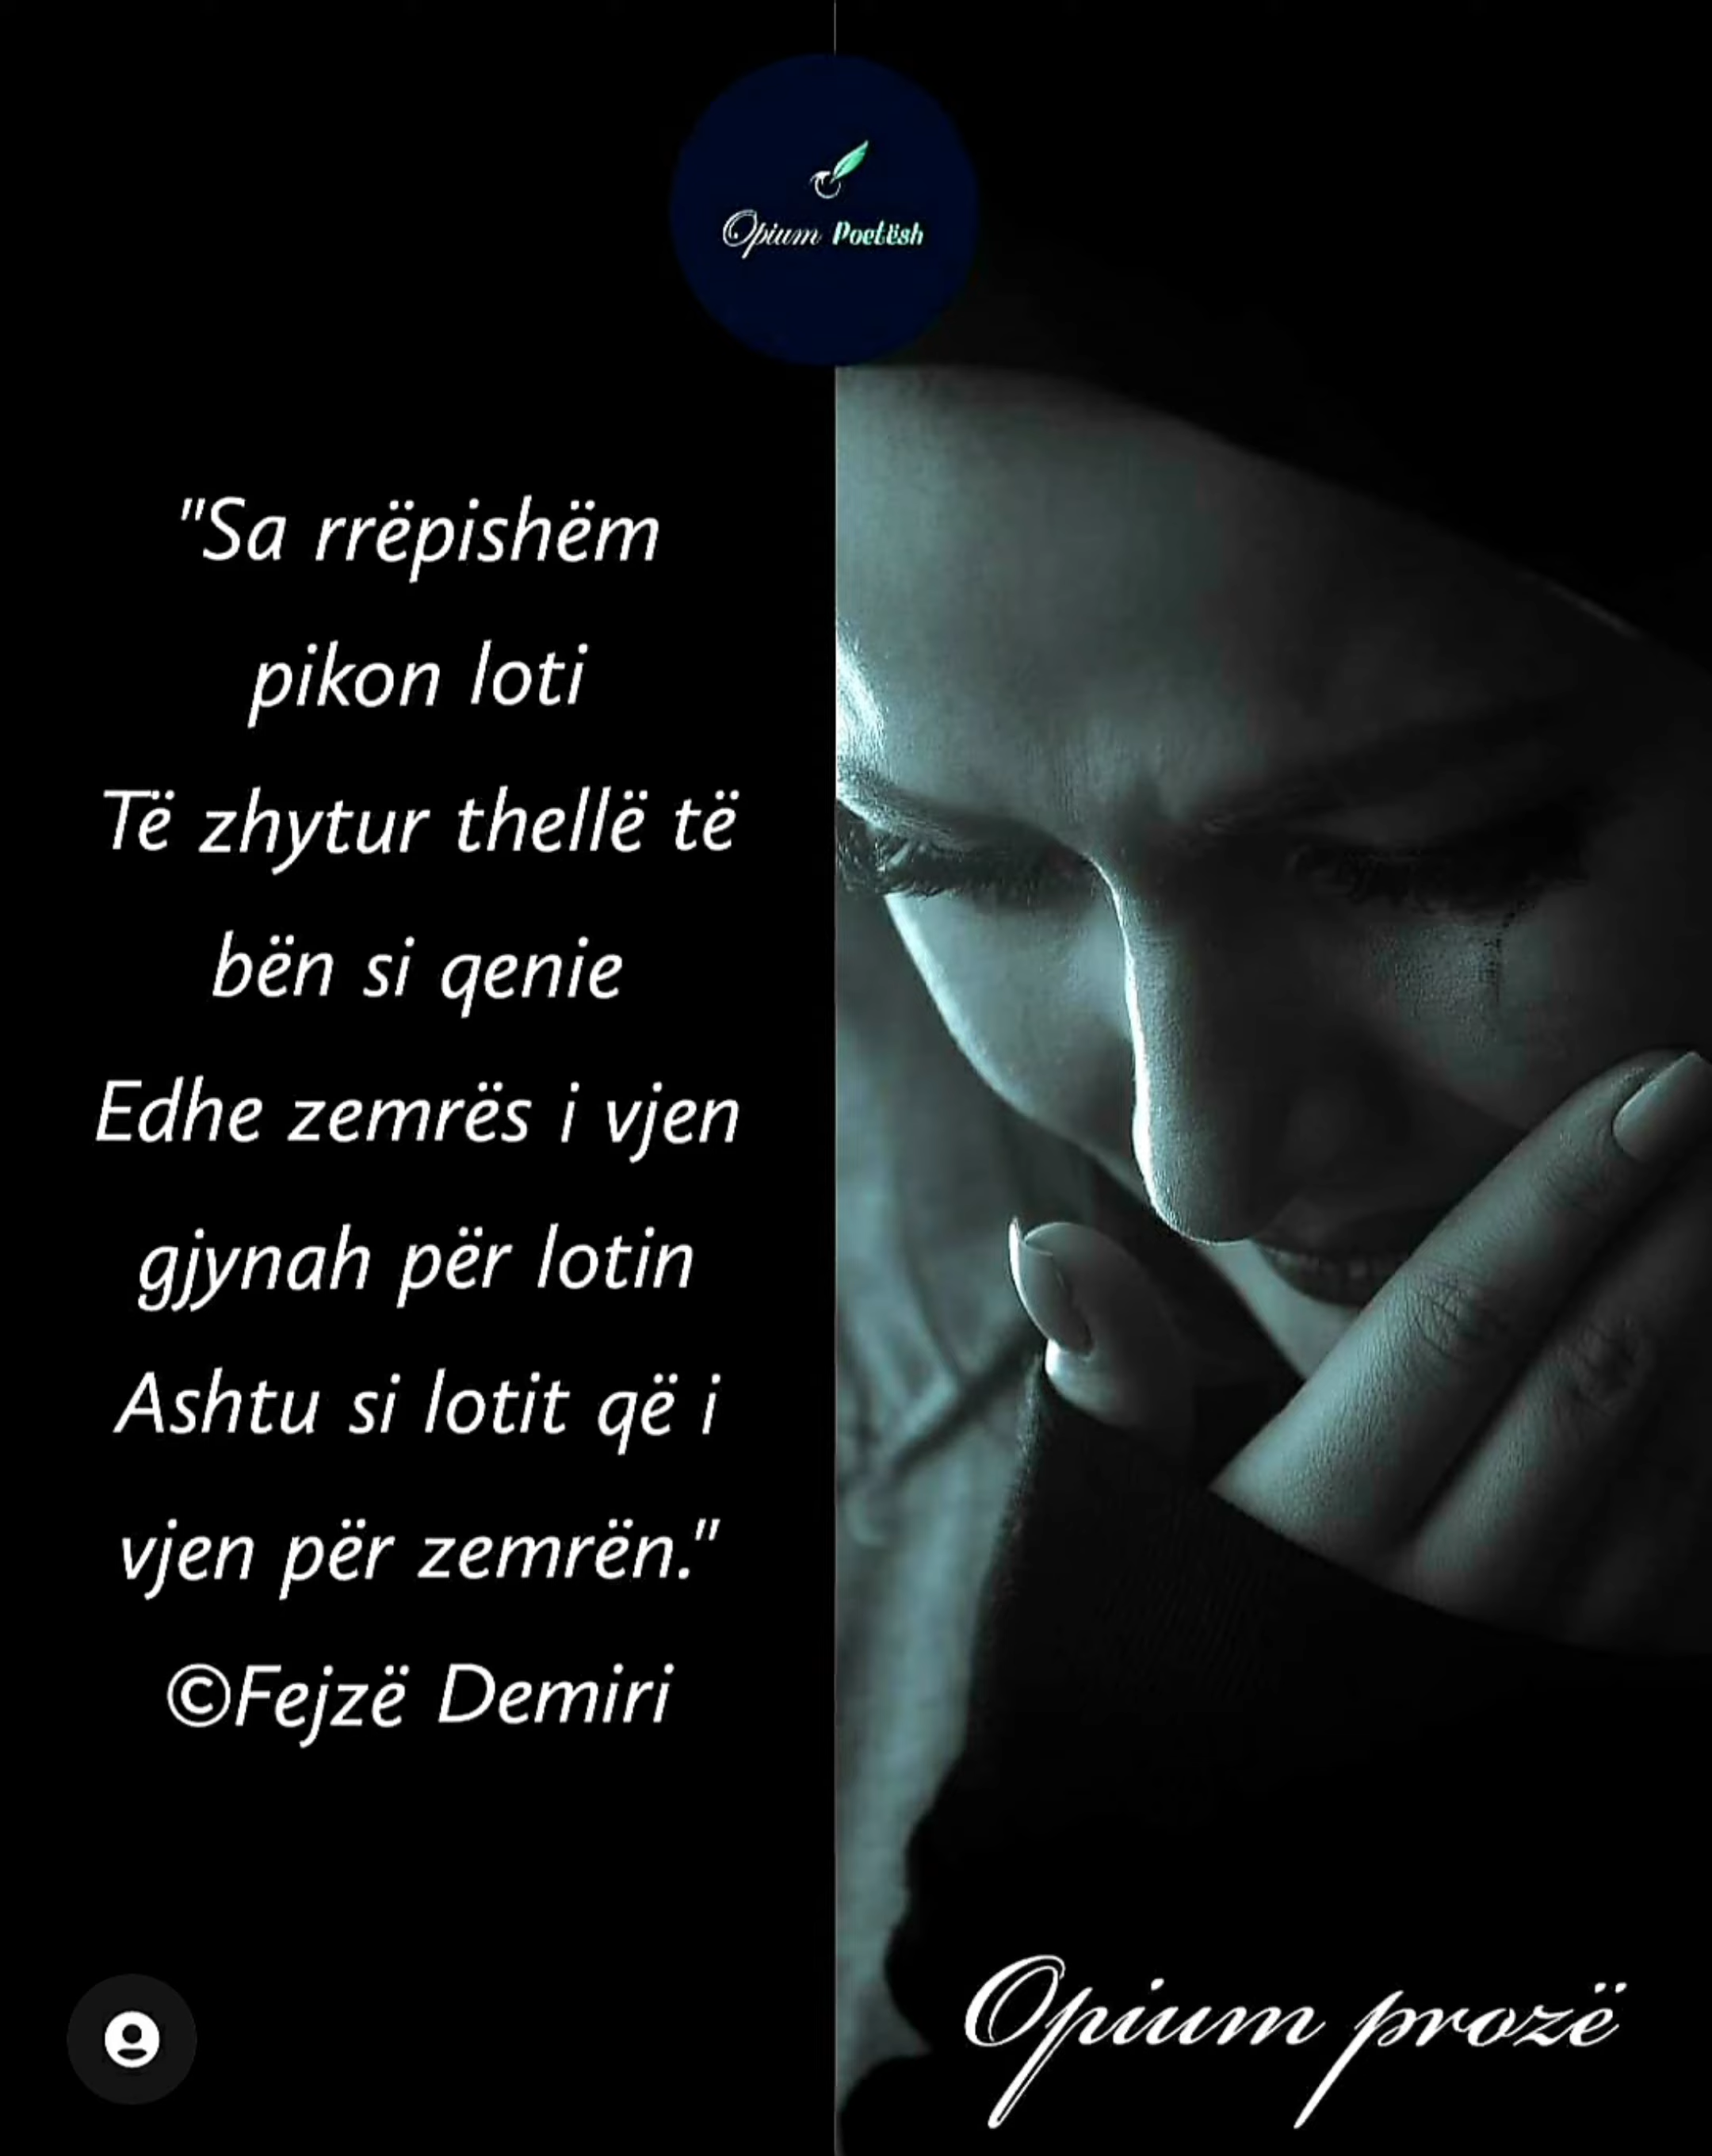 Opium Poetësh
"Sa rrëpishëm
pikon loti
Të zhytur thellë të
bën si qenie
Edhe zemrës i vjen
gjynah për lotin
Ashtu si lotit që i
vjen për zemrën."
©Fejzë Demiri
Opium prozë